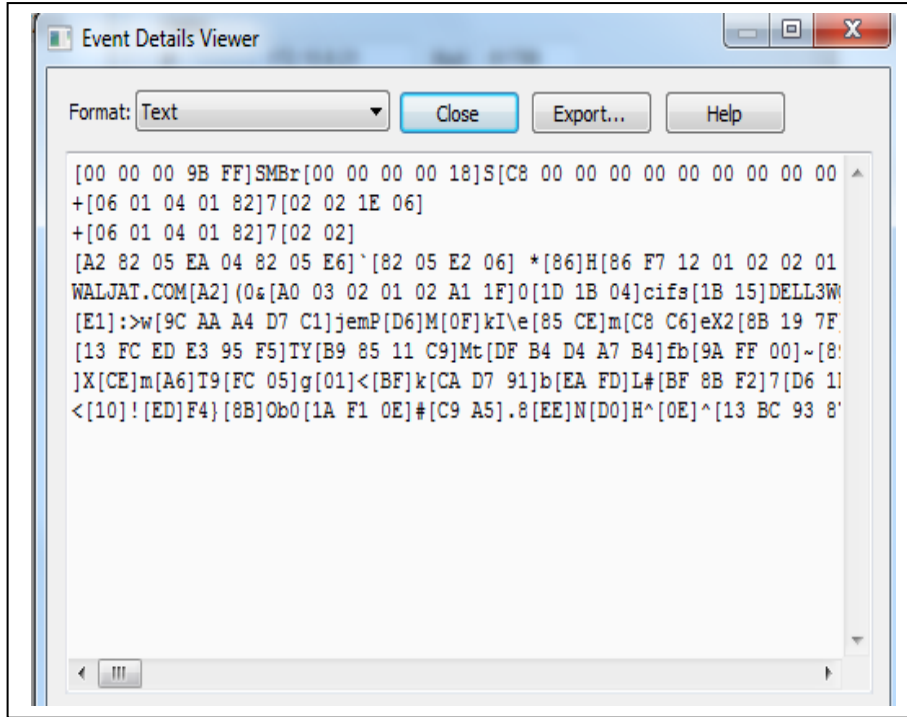 Event Details Viewer
Format: Text Close Export... Help
[00 00 00 9B FF]SMBr[00 00 00 00 18]S[C8 00 00 00 00 00 00 00 00 00
+[06 01 04 01 82]7[02 02 1E 06]
+[06 01 04 01 82]7[02 02]
[A2 82 05 EA 04 82 05 E6]`[82 05 E2 06] *[86]H[86 F7 12 01 02 02 01
WALJAT.COM[A2](0&[A0 03 02 01 02 A1 1F]0[1D 1B 04]cifs[1B 15]DELL3W
[E1]:>w[9C AA A4 D7 C1]jemP[D6]M[0F]kI\e[85 CE]m[C8 C6]eX2[8B 19 7F
[13 FC ED E3 95 F5]TY[B9 85 11 C9]Mt[DF B4 D4 A7 B4]fb[9A FF 00]~[8
]X[CE]m[A6]T9[FC 05]g[01]<[BF]k[CA D7 91]b[EA FD]L#[BF 8B F2]7[D6 1
<[10]![ED]F4}[8B]Ob0[1A F1 0E]#[C9 A5].8[EE]N[D0]H^[0E]^[13 BC 93 8